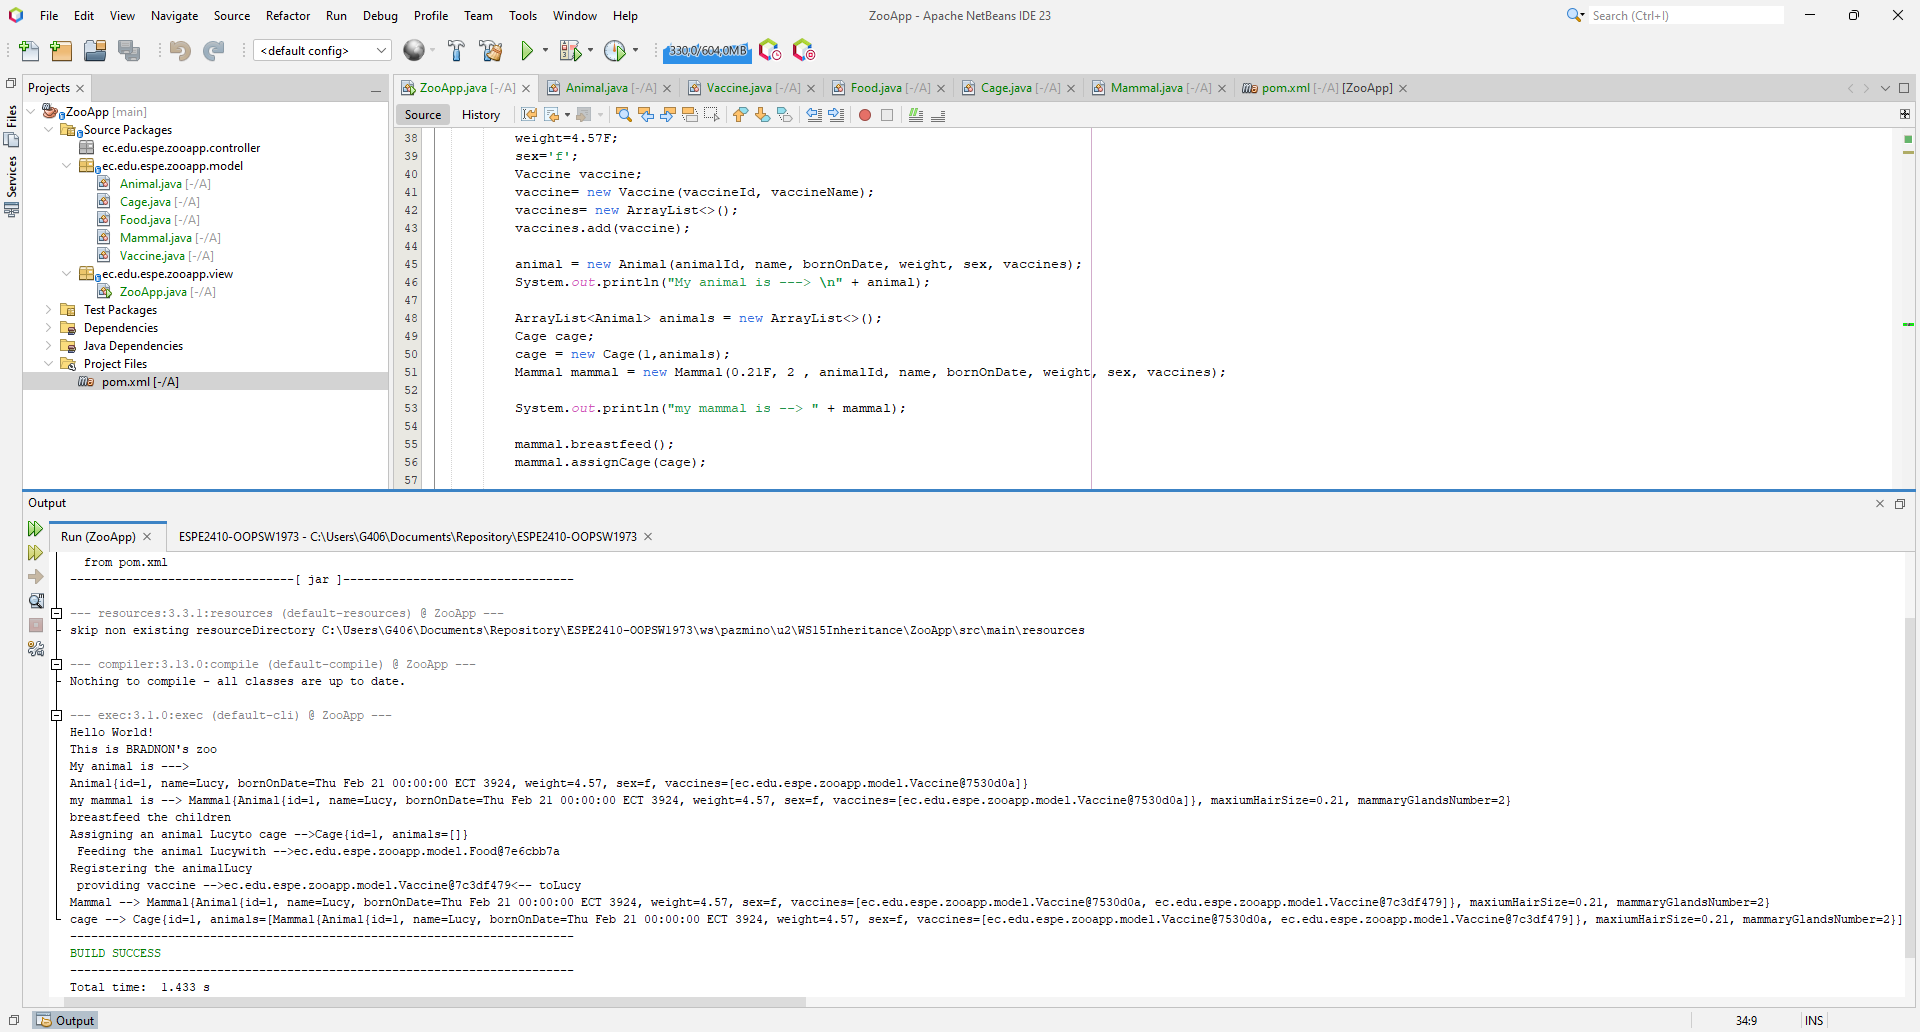 File Edit View Navigate Source Refactor Run Debug Profile Team Tools Window Help
ZooApp - Apache NetBeans IDE 23
Search (Ctrl+I)
<default config>
330,0/604,0MB
Projects
ZooApp.java [-/A]
Animal.java [-/A]
Vaccine.java [-/A]
Food.java [-/A]
Cage.java [-/A]
Mammal.java [-/A]
pom.xml [-/A] [ZooApp]
Files
Services
ZooApp [main]
Source Packages
ec.edu.espe.zooapp.controller
ec.edu.espe.zooapp.model
Animal.java [-/A]
Cage.java [-/A]
Food.java [-/A]
Mammal.java [-/A]
Vaccine.java [-/A]
ec.edu.espe.zooapp.view
ZooApp.java [-/A]
Test Packages
Dependencies
Java Dependencies
Project Files
pom.xml [-/A]
Source History
38 weight=4.57F;
39 sex='f';
40 Vaccine vaccine;
41 vaccine= new Vaccine(vaccineId, vaccineName);
42 vaccines= new ArrayList<>();
43 vaccines.add(vaccine);
44
45 animal = new Animal(animalId, name, bornOnDate, weight, sex, vaccines);
46 System.out.println("My animal is ---> \n" + animal);
47
48 ArrayList<Animal> animals = new ArrayList<>();
49 Cage cage;
50 cage = new Cage(1,animals);
51 Mammal mammal = new Mammal(0.21F, 2 , animalId, name, bornOnDate, weight, sex, vaccines);
52
53 System.out.println("my mammal is --> " + mammal);
54
55 mammal.breastfeed();
56 mammal.assignCage(cage);
57
Output
Run (ZooApp)
ESPE2410-OOPSW1973 - C:\Users\G406\Documents\Repository\ESPE2410-OOPSW1973
from pom.xml
--------------------------------[ jar ]---------------------------------
--- resources:3.3.1:resources (default-resources) @ ZooApp ---
skip non existing resourceDirectory C:\Users\G406\Documents\Repository\ESPE2410-OOPSW1973\ws\pazmino\u2\WS15Inheritance\ZooApp\src\main\resources
--- compiler:3.13.0:compile (default-compile) @ ZooApp ---
Nothing to compile - all classes are up to date.
--- exec:3.1.0:exec (default-cli) @ ZooApp ---
Hello World!
This is BRADNON's zoo
My animal is --->
Animal{id=1, name=Lucy, bornOnDate=Thu Feb 21 00:00:00 ECT 3924, weight=4.57, sex=f, vaccines=[ec.edu.espe.zooapp.model.Vaccine@7530d0a]}
my mammal is --> Mammal{Animal{id=1, name=Lucy, bornOnDate=Thu Feb 21 00:00:00 ECT 3924, weight=4.57, sex=f, vaccines=[ec.edu.espe.zooapp.model.Vaccine@7530d0a]}, maxiumHairSize=0.21, mammaryGlandsNumber=2}
breastfeed the children
Assigning an animal Lucyto cage -->Cage{id=1, animals=[]}
Feeding the animal Lucywith -->ec.edu.espe.zooapp.model.Food@7e6cbb7a
Registering the animalLucy
providing vaccine -->ec.edu.espe.zooapp.model.Vaccine@7c3df479<-- toLucy
Mammal --> Mammal{Animal{id=1, name=Lucy, bornOnDate=Thu Feb 21 00:00:00 ECT 3924, weight=4.57, sex=f, vaccines=[ec.edu.espe.zooapp.model.Vaccine@7530d0a, ec.edu.espe.zooapp.model.Vaccine@7c3df479]}, maxiumHairSize=0.21, mammaryGlandsNumber=2}
cage --> Cage{id=1, animals=[Mammal{Animal{id=1, name=Lucy, bornOnDate=Thu Feb 21 00:00:00 ECT 3924, weight=4.57, sex=f, vaccines=[ec.edu.espe.zooapp.model.Vaccine@7530d0a, ec.edu.espe.zooapp.model.Vaccine@7c3df479]}, maxiumHairSize=0.21, mammaryGlandsNumber=2}]
------------------------------------------------------------------------
BUILD SUCCESS
------------------------------------------------------------------------
Total time:  1.433 s
Output
34:9
INS